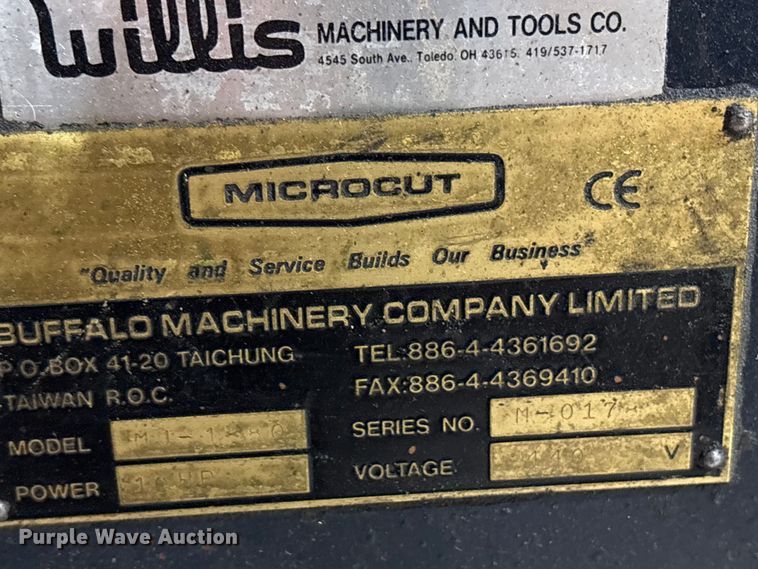 Willis MACHINERY AND TOOLS CO.
4545 South Ave., Toledo, OH 43615, 419/537-1717
MICROCUT
CE
"Quality and Service Builds Our Business"
BUFFALO MACHINERY COMPANY LIMITED
P.O.BOX 41-20 TAICHUNG
TAIWAN R.O.C.
TEL:886-4-4361692
FAX:886-4-4369410
MODEL
POWER
SERIES NO. M-017
VOLTAGE 440 V
Purple Wave Auction